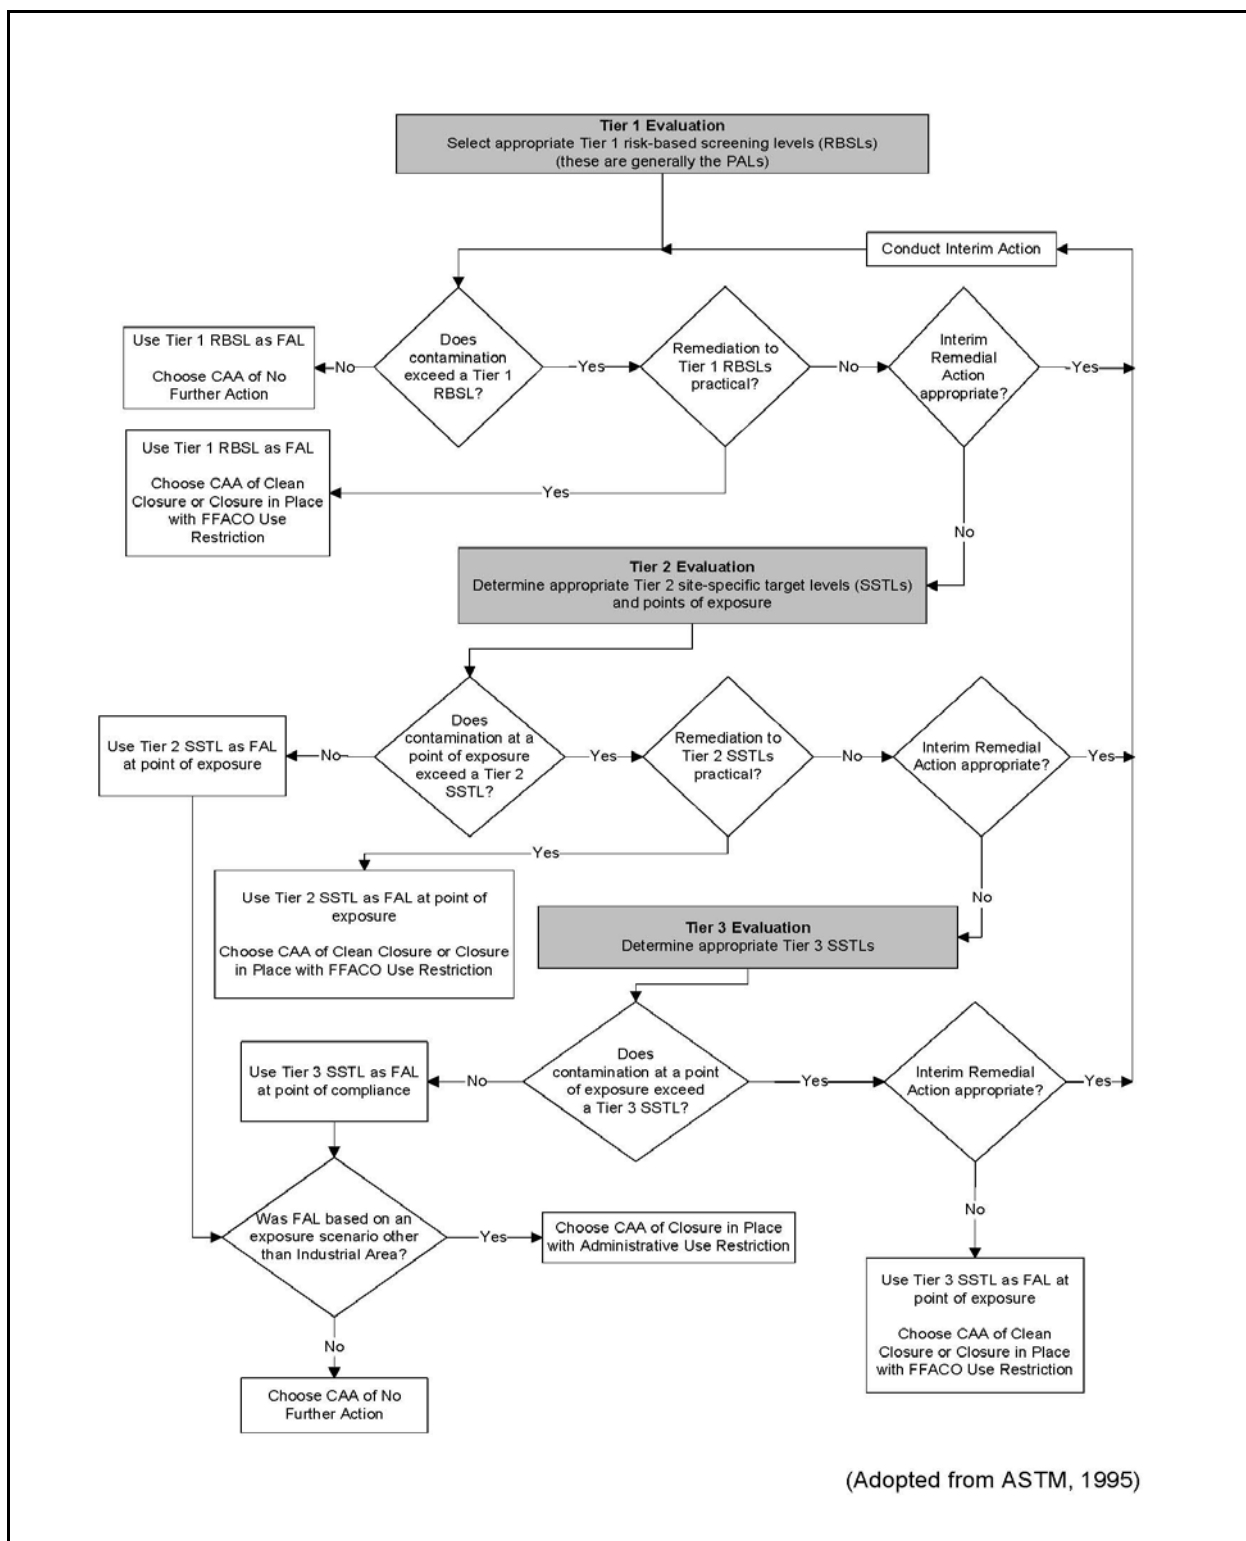 Tier 1 Evaluation
Select appropriate Tier 1 risk-based screening levels (RBSLs)
(these are generally the PALs)
Conduct Interim Action
Does
contamination
exceed a Tier 1
RBSL?
No
Use Tier 1 RBSL as FAL
Choose CAA of No
Further Action
Yes
Remediation to
Tier 1 RBSLs
practical?
No
Interim
Remedial
Action
appropriate?
Yes
Use Tier 1 RBSL as FAL
Choose CAA of Clean
Closure or Closure in Place
with FFACO Use
Restriction
Yes
No
Tier 2 Evaluation
Determine appropriate Tier 2 site-specific target levels (SSTLs)
and points of exposure
Use Tier 2 SSTL as FAL
at point of exposure
No
Does
contamination at a
point of exposure
exceed a Tier 2
SSTL?
Yes
Remediation to
Tier 2 SSTLs
practical?
No
Interim Remedial
Action appropriate?
Yes
Yes
Use Tier 2 SSTL as FAL at point of
exposure
Choose CAA of Clean Closure or Closure
in Place with FFACO Use Restriction
No
Tier 3 Evaluation
Determine appropriate Tier 3 SSTLs
Use Tier 3 SSTL as FAL
at point of compliance
No
Does
contamination at a point
of exposure exceed
a Tier 3 SSTL?
Yes
Interim Remedial
Action appropriate?
Yes
No
Was FAL based on an
exposure scenario other
than Industrial Area?
Yes
Choose CAA of Closure in Place
with Administrative Use Restriction
Use Tier 3 SSTL as FAL at
point of exposure
Choose CAA of Clean
Closure or Closure in Place
with FFACO Use Restriction
No
Choose CAA of No
Further Action
(Adopted from ASTM, 1995)